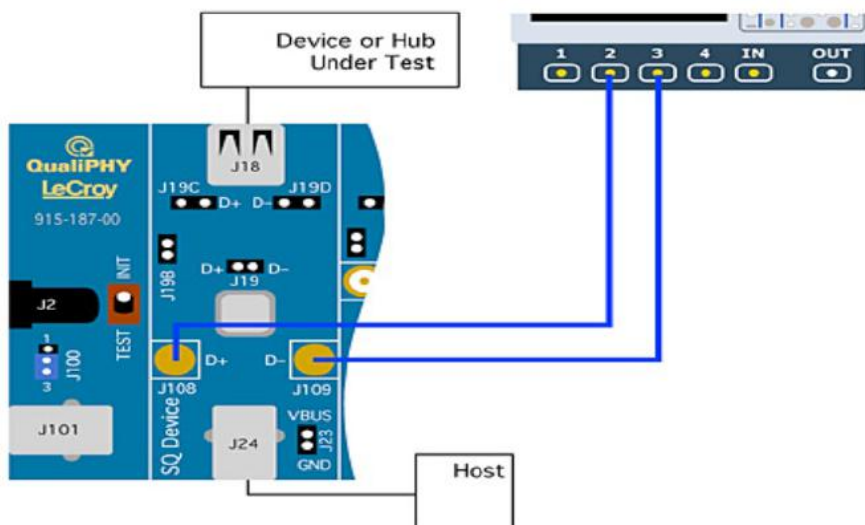 Device or Hub
Under Test
1 2 3 4 IN OUT
QualiPHY
LeCroy
915-187-00
J18
J19C D+ D- J19D
J19B
D+ D-
J19
J2
INIT
TEST
1
J100
3
D+ D-
J108 J109
J101
SQ Device
J24
VBUS
J23
GND
Host